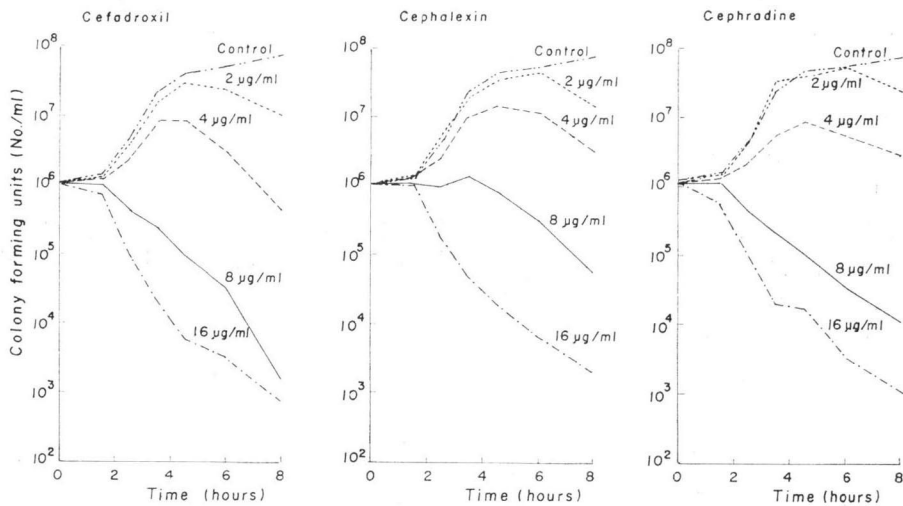 Cefadroxil
Colony forming units (No./ml)
10⁸
10⁷
10⁶
10⁵
10⁴
10³
10²
Control
2 µg/ml
4 µg/ml
8 µg/ml
16 µg/ml
0 2 4 6 8
Time (hours)
Cephalexin
10⁸
10⁷
10⁶
10⁵
10⁴
10³
10²
Control
2 µg/ml
4 µg/ml
8 µg/ml
16 µg/ml
0 2 4 6 8
Time (hours)
Cephradine
10⁸
10⁷
10⁶
10⁵
10⁴
10³
10²
Control
2 µg/ml
4 µg/ml
8 µg/ml
16 µg/ml
0 2 4 6 8
Time (hours)